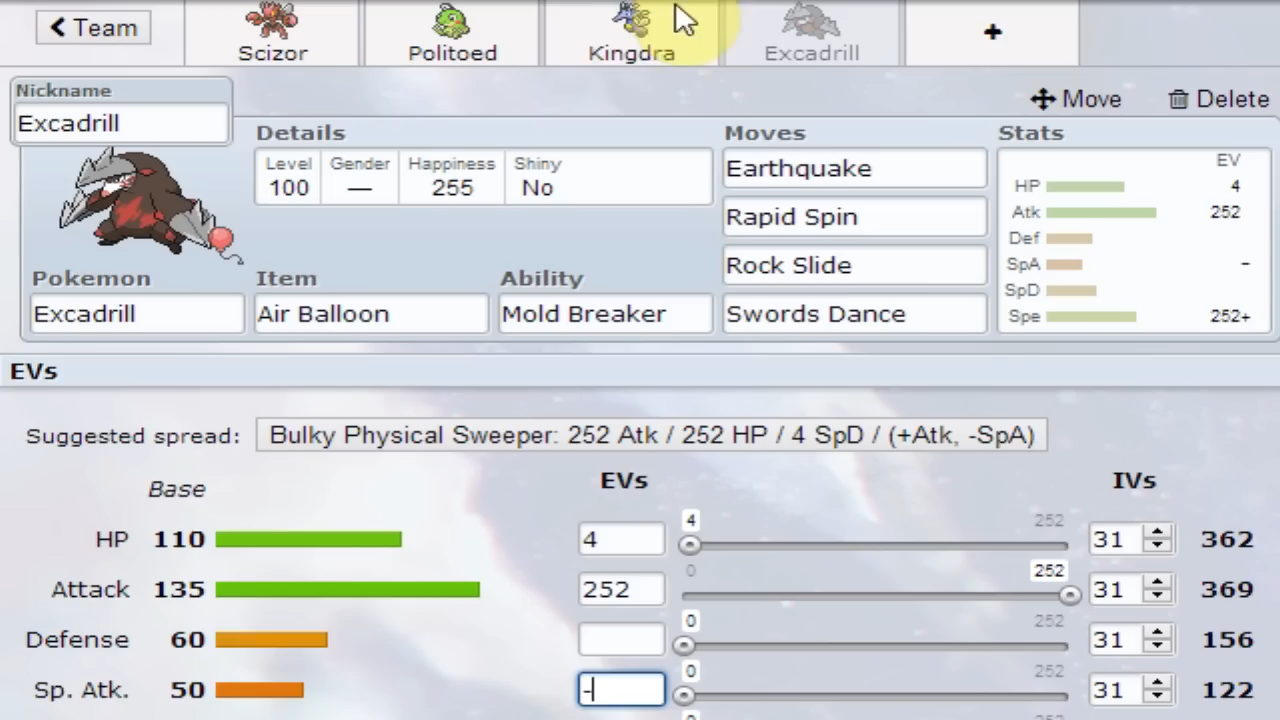 Team
Scizor
Politoed
Kingdra
Excadrill
+
Nickname
Excadrill
Move
Delete
Details
Moves
Stats
Level Gender Happiness Shiny
100 — 255 No
Earthquake
Rapid Spin
Rock Slide
Swords Dance
EV
HP 4
Atk 252
Def
SpA -
SpD
Spe 252+
Pokemon Item Ability
Excadrill Air Balloon Mold Breaker
EVs
Suggested spread: Bulky Physical Sweeper: 252 Atk / 252 HP / 4 SpD / (+Atk, -SpA)
Base EVs IVs
HP 110 4 4 252 31 362
Attack 135 252 0 252 31 369
Defense 60 0 252 31 156
Sp. Atk. 50 - 0 252 31 122